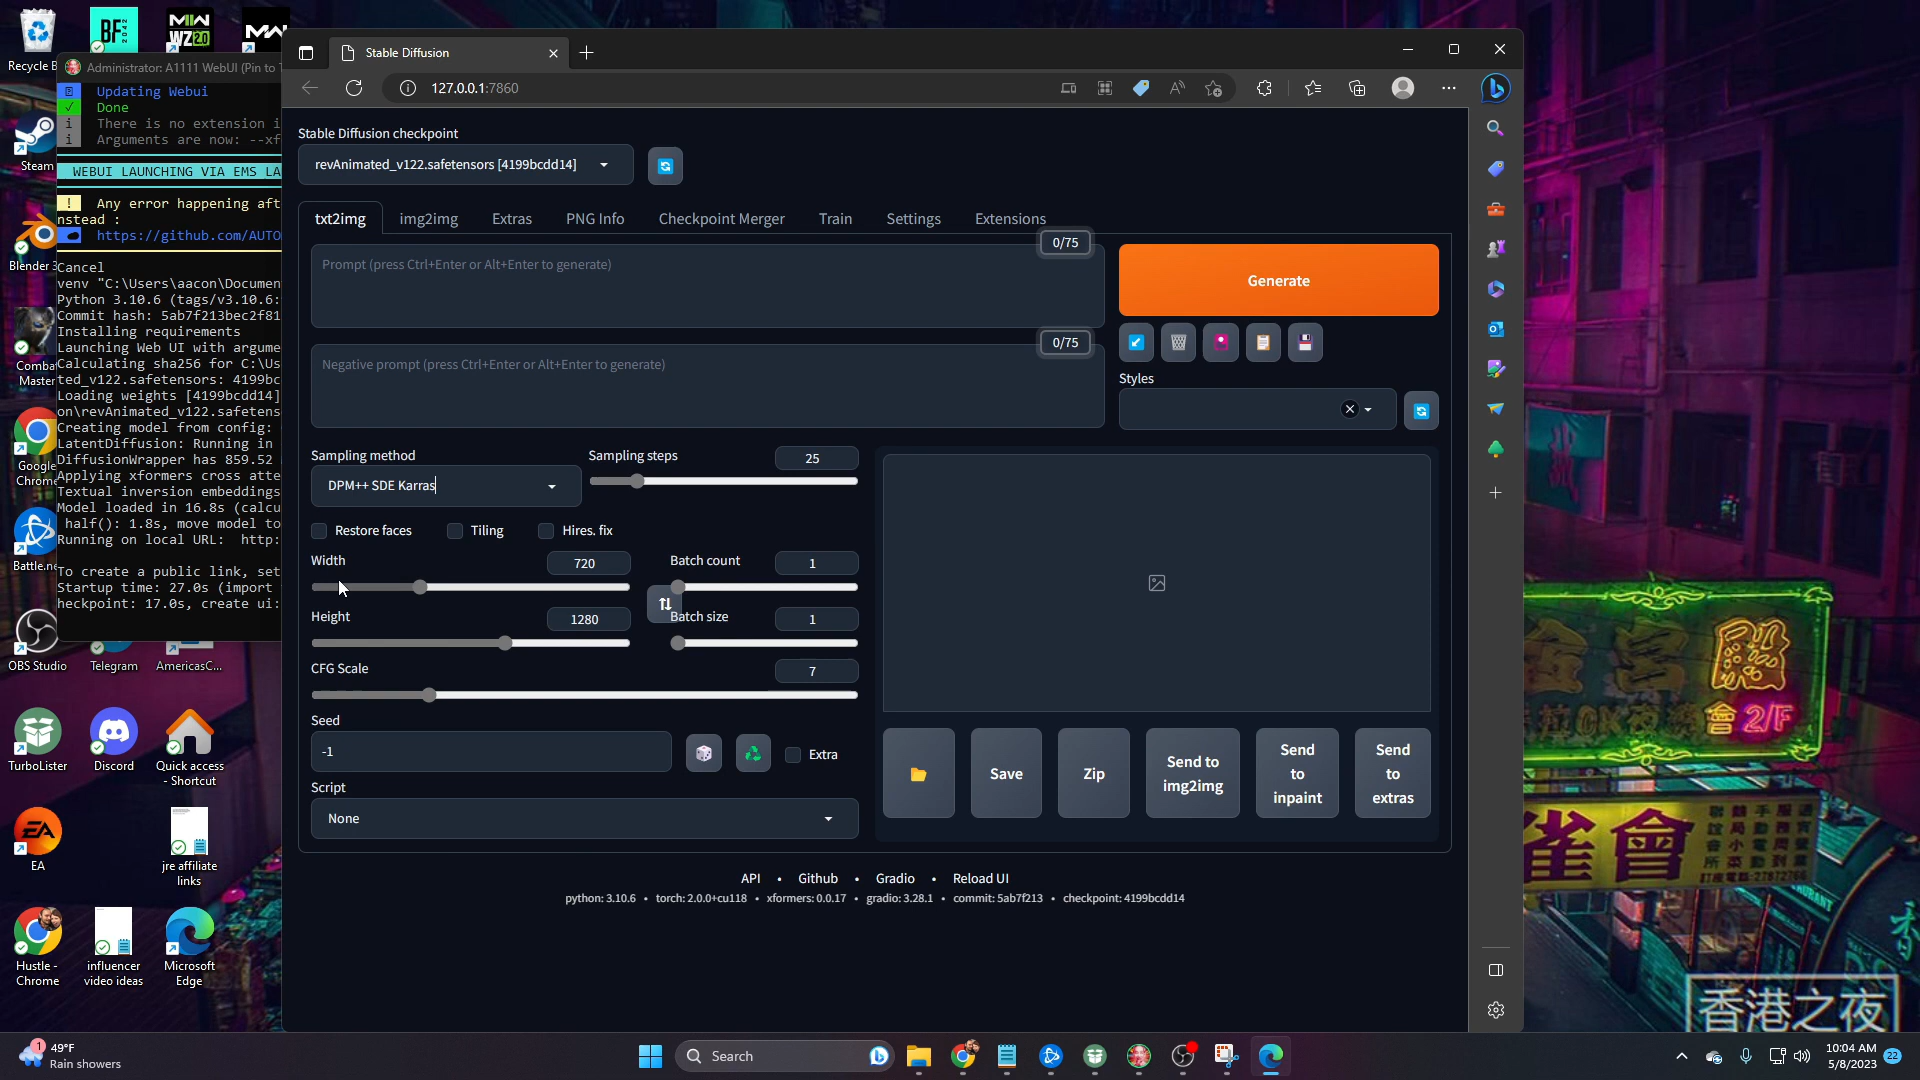 Recycle B
BF
2042
MW
WZ2.0
MW
Steam
Blender 3
Comba
Master
Google
Chrome
Battle.ne
OBS Studio
Telegram
AmericasC...
TurboLister
Discord
Quick access
- Shortcut
EA
jre affiliate
links
Hustle -
Chrome
influencer
video ideas
Microsoft
Edge
Administrator: A1111 WebUI (Pin to T
Updating Webui
Done
There is no extension i
Arguments are now: --xf
WEBUI LAUNCHING VIA EMS LA
! Any error happening aft
nstead :
https://github.com/AUTO
Cancel
venv "C:\Users\aacon\Documen
Python 3.10.6 (tags/v3.10.6:
Commit hash: 5ab7f213bec2f81
Installing requirements
Launching Web UI with argume
Calculating sha256 for C:\Us
ted_v122.safetensors: 4199bc
Loading weights [4199bcdd14]
on\revAnimated_v122.safetens
Creating model from config:
LatentDiffusion: Running in
DiffusionWrapper has 859.52
Applying xformers cross atte
Textual inversion embeddings
Model loaded in 16.8s (calcu
half(): 1.8s, move model to
Running on local URL:  http:
To create a public link, set
Startup time: 27.0s (import
heckpoint: 17.0s, create ui:
Stable Diffusion
127.0.0.1:7860
Stable Diffusion checkpoint
revAnimated_v122.safetensors [4199bcdd14]
txt2img img2img Extras PNG Info Checkpoint Merger Train Settings Extensions
0/75
Prompt (press Ctrl+Enter or Alt+Enter to generate)
Generate
0/75
Negative prompt (press Ctrl+Enter or Alt+Enter to generate)
Styles
Sampling method
DPM++ SDE Karras
Sampling steps
25
Restore faces Tiling Hires. fix
Width
720
Batch count
1
Height
1280
Batch size
1
CFG Scale
7
Seed
-1
Extra
Script
None
Save
Zip
Send to
img2img
Send
to
inpaint
Send
to
extras
API • Github • Gradio • Reload UI
python: 3.10.6 • torch: 2.0.0+cu118 • xformers: 0.0.17 • gradio: 3.28.1 • commit: 5ab7f213 • checkpoint: 4199bcdd14
會 2/F
雀會
香港之夜
1
49°F
Rain showers
Search
10:04 AM
5/8/2023
22